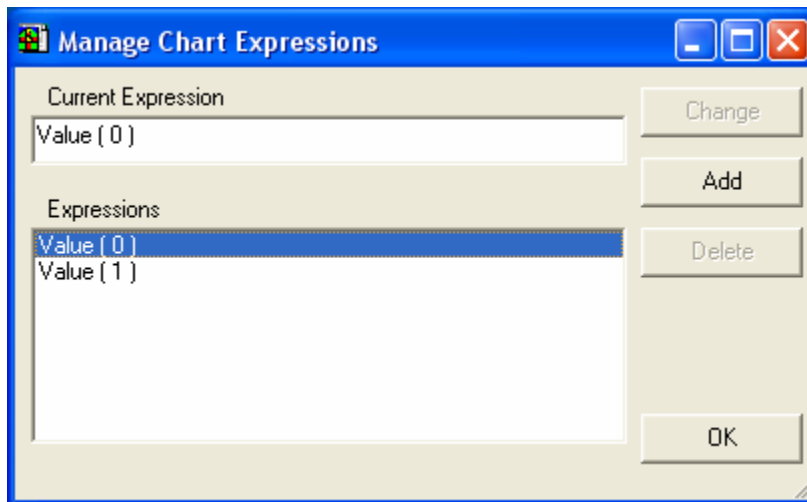 Manage Chart Expressions
Current Expression
Value ( 0 )
Change
Add
Expressions
Value ( 0 )
Value ( 1 )
Delete
OK